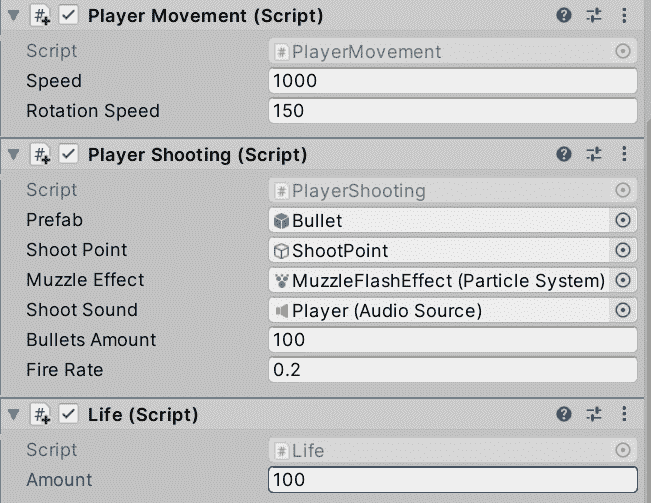 Player Movement (Script)
Script PlayerMovement
Speed 1000
Rotation Speed 150
Player Shooting (Script)
Script PlayerShooting
Prefab Bullet
Shoot Point ShootPoint
Muzzle Effect MuzzleFlashEffect (Particle System)
Shoot Sound Player (Audio Source)
Bullets Amount 100
Fire Rate 0.2
Life (Script)
Script Life
Amount 100